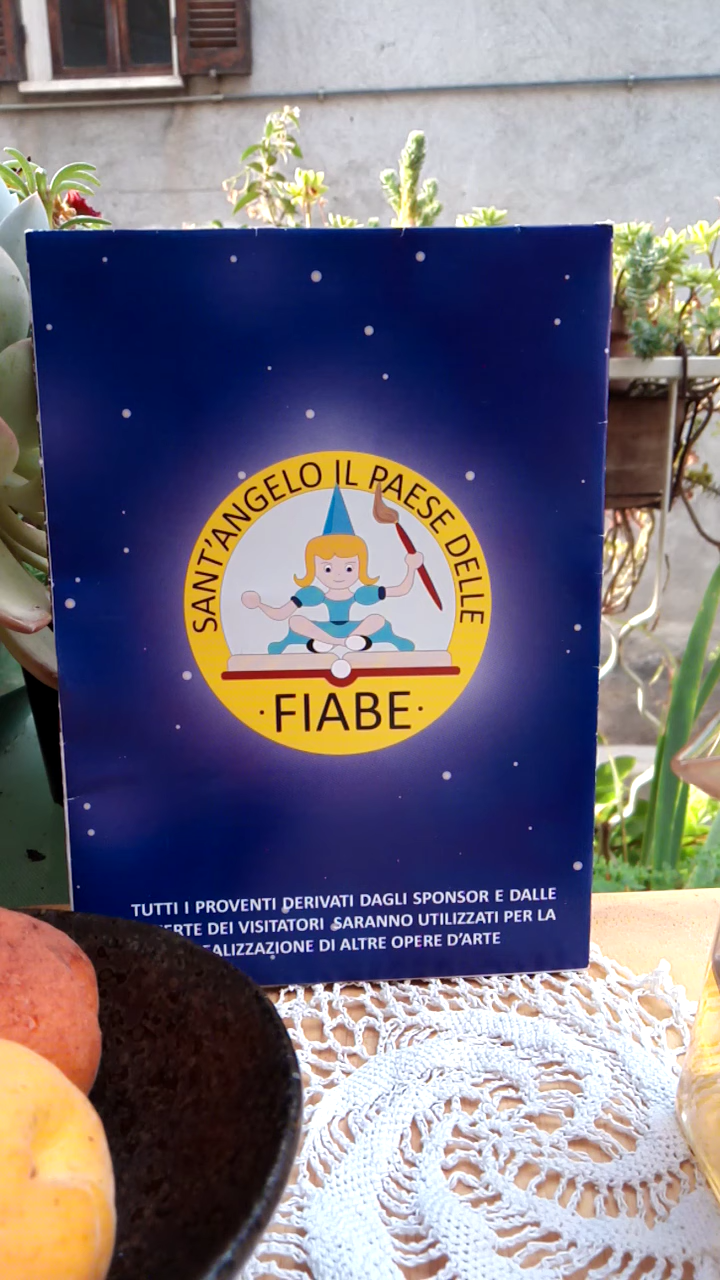 SANT'ANGELO IL PAESE DELLE
·FIABE·
TUTTI I PROVENTI DERIVATI DAGLI SPONSOR E DALLE
DEI VISITATORI SARANNO UTILIZZATI PER LA
DI ALTRE OPERE D'ARTE